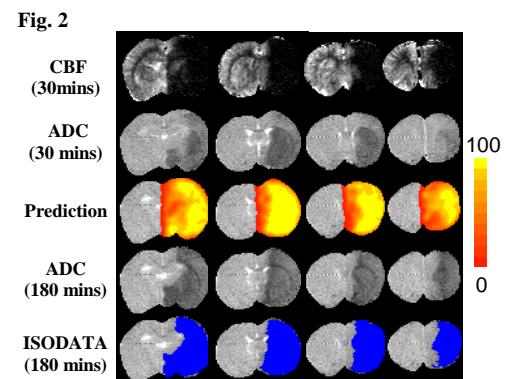 Fig. 2
CBF
(30mins)
ADC
(30 mins)
100
Prediction
0
ADC
(180 mins)
ISODATA
(180 mins)